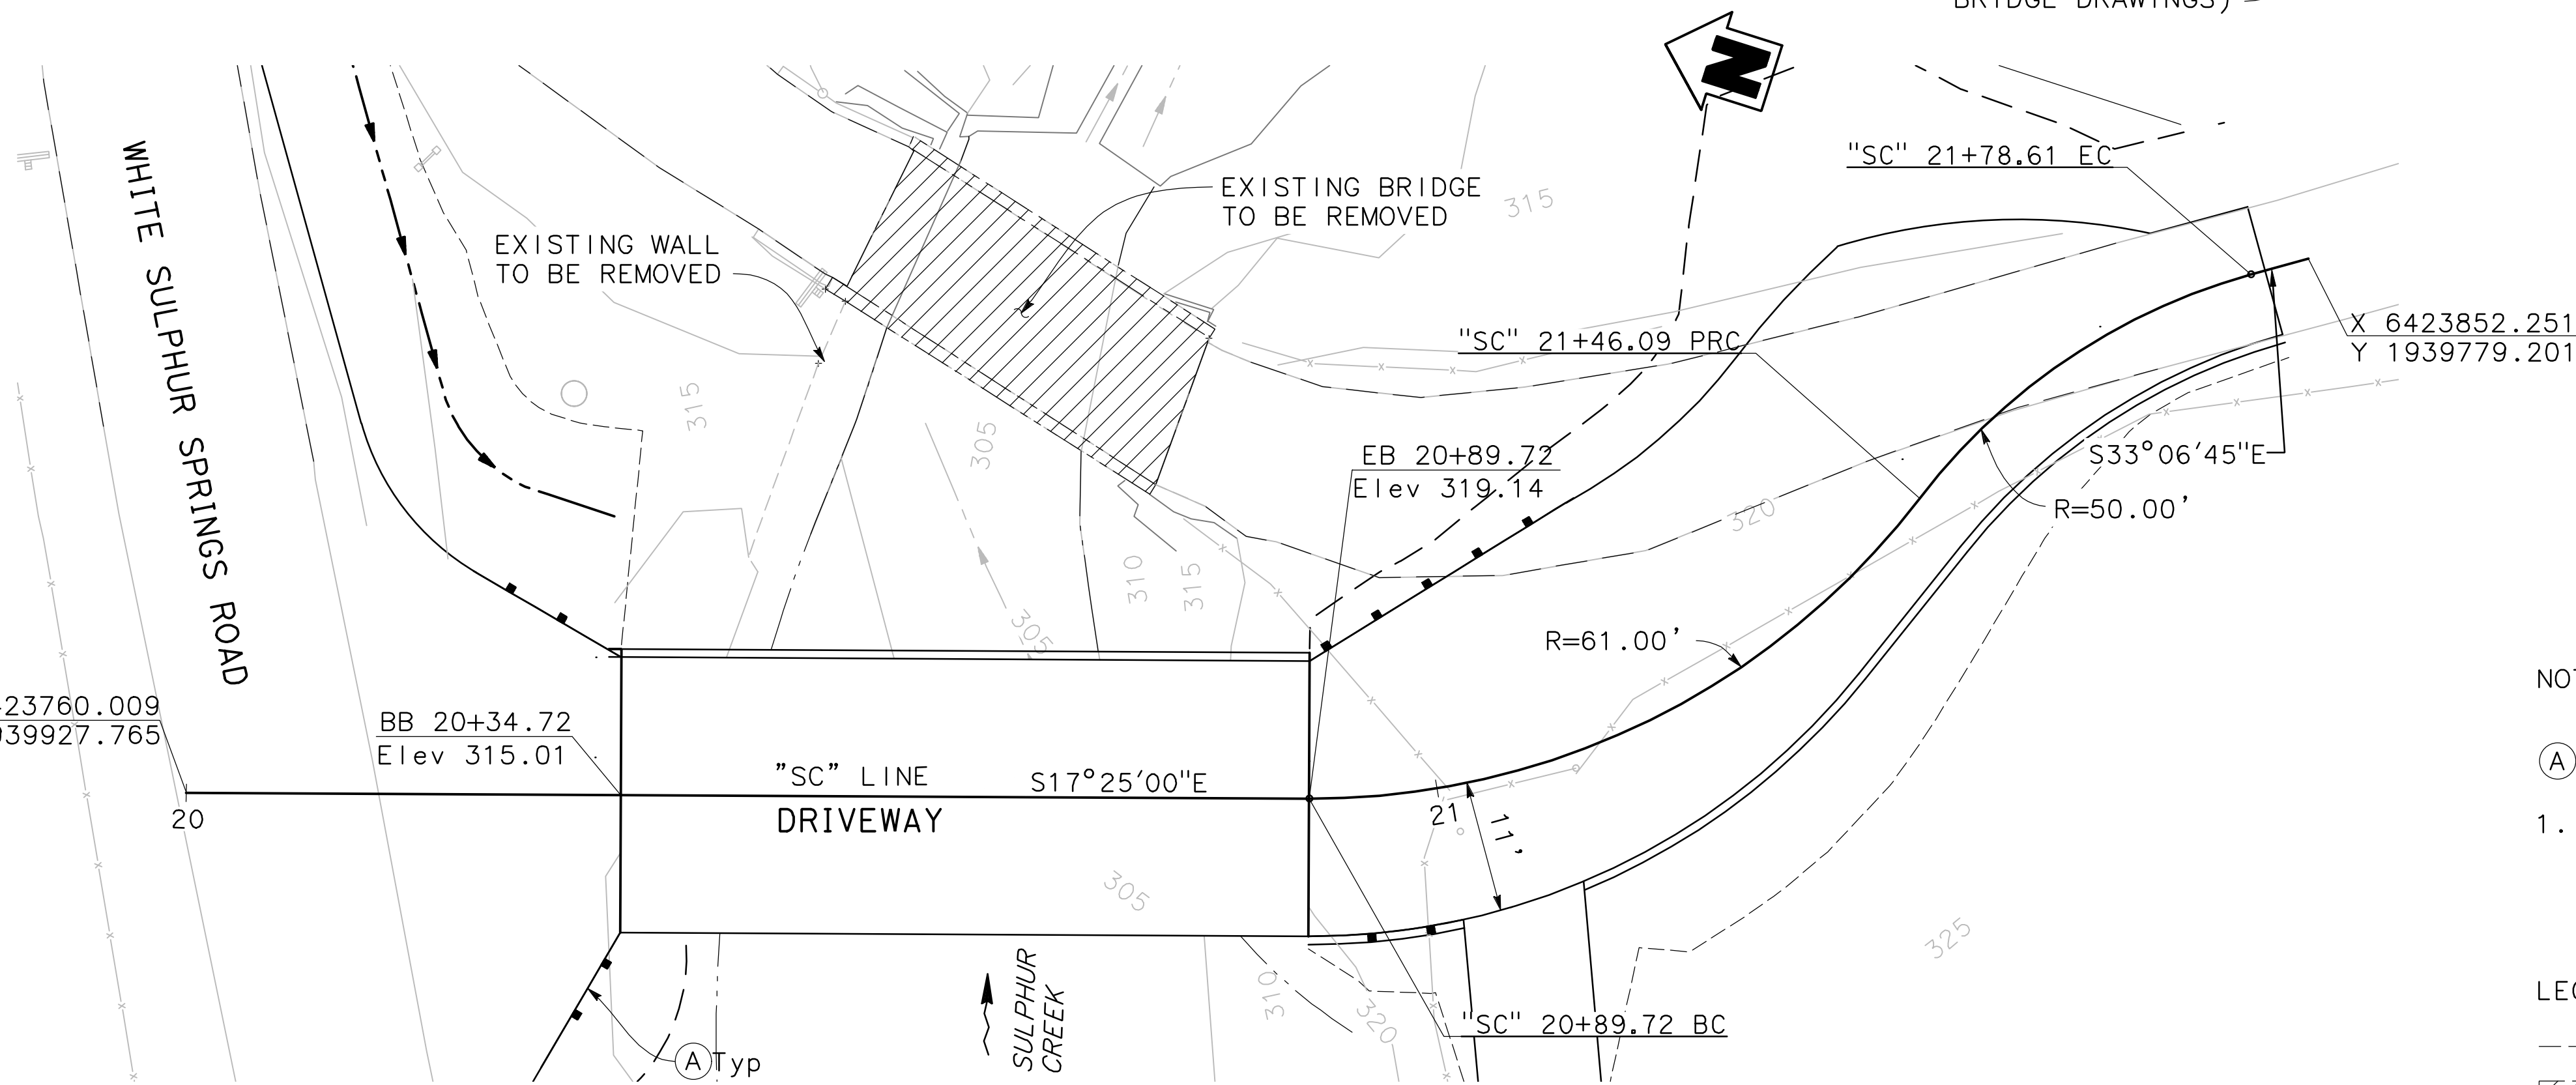 BRIDGE DRAWINGS)
N
"SC" 21+78.61 EC
WHITE SULPHUR SPRINGS ROAD
EXISTING BRIDGE
TO BE REMOVED
315
EXISTING WALL
TO BE REMOVED
"SC" 21+46.09 PRC
X 6423852.251
Y 1939779.201
315
305
EB 20+89.72
Elev 319.14
S33°06'45"E
R=50.00'
320
310
315
305
R=61.00'
NOT
23760.009
39927.765
BB 20+34.72
Elev 315.01
"SC" LINE
S17°25'00"E
A
20
DRIVEWAY
21
11'
1.
305
325
SULPHUR
CREEK
310
320
LEG
"SC" 20+89.72 BC
A Typ